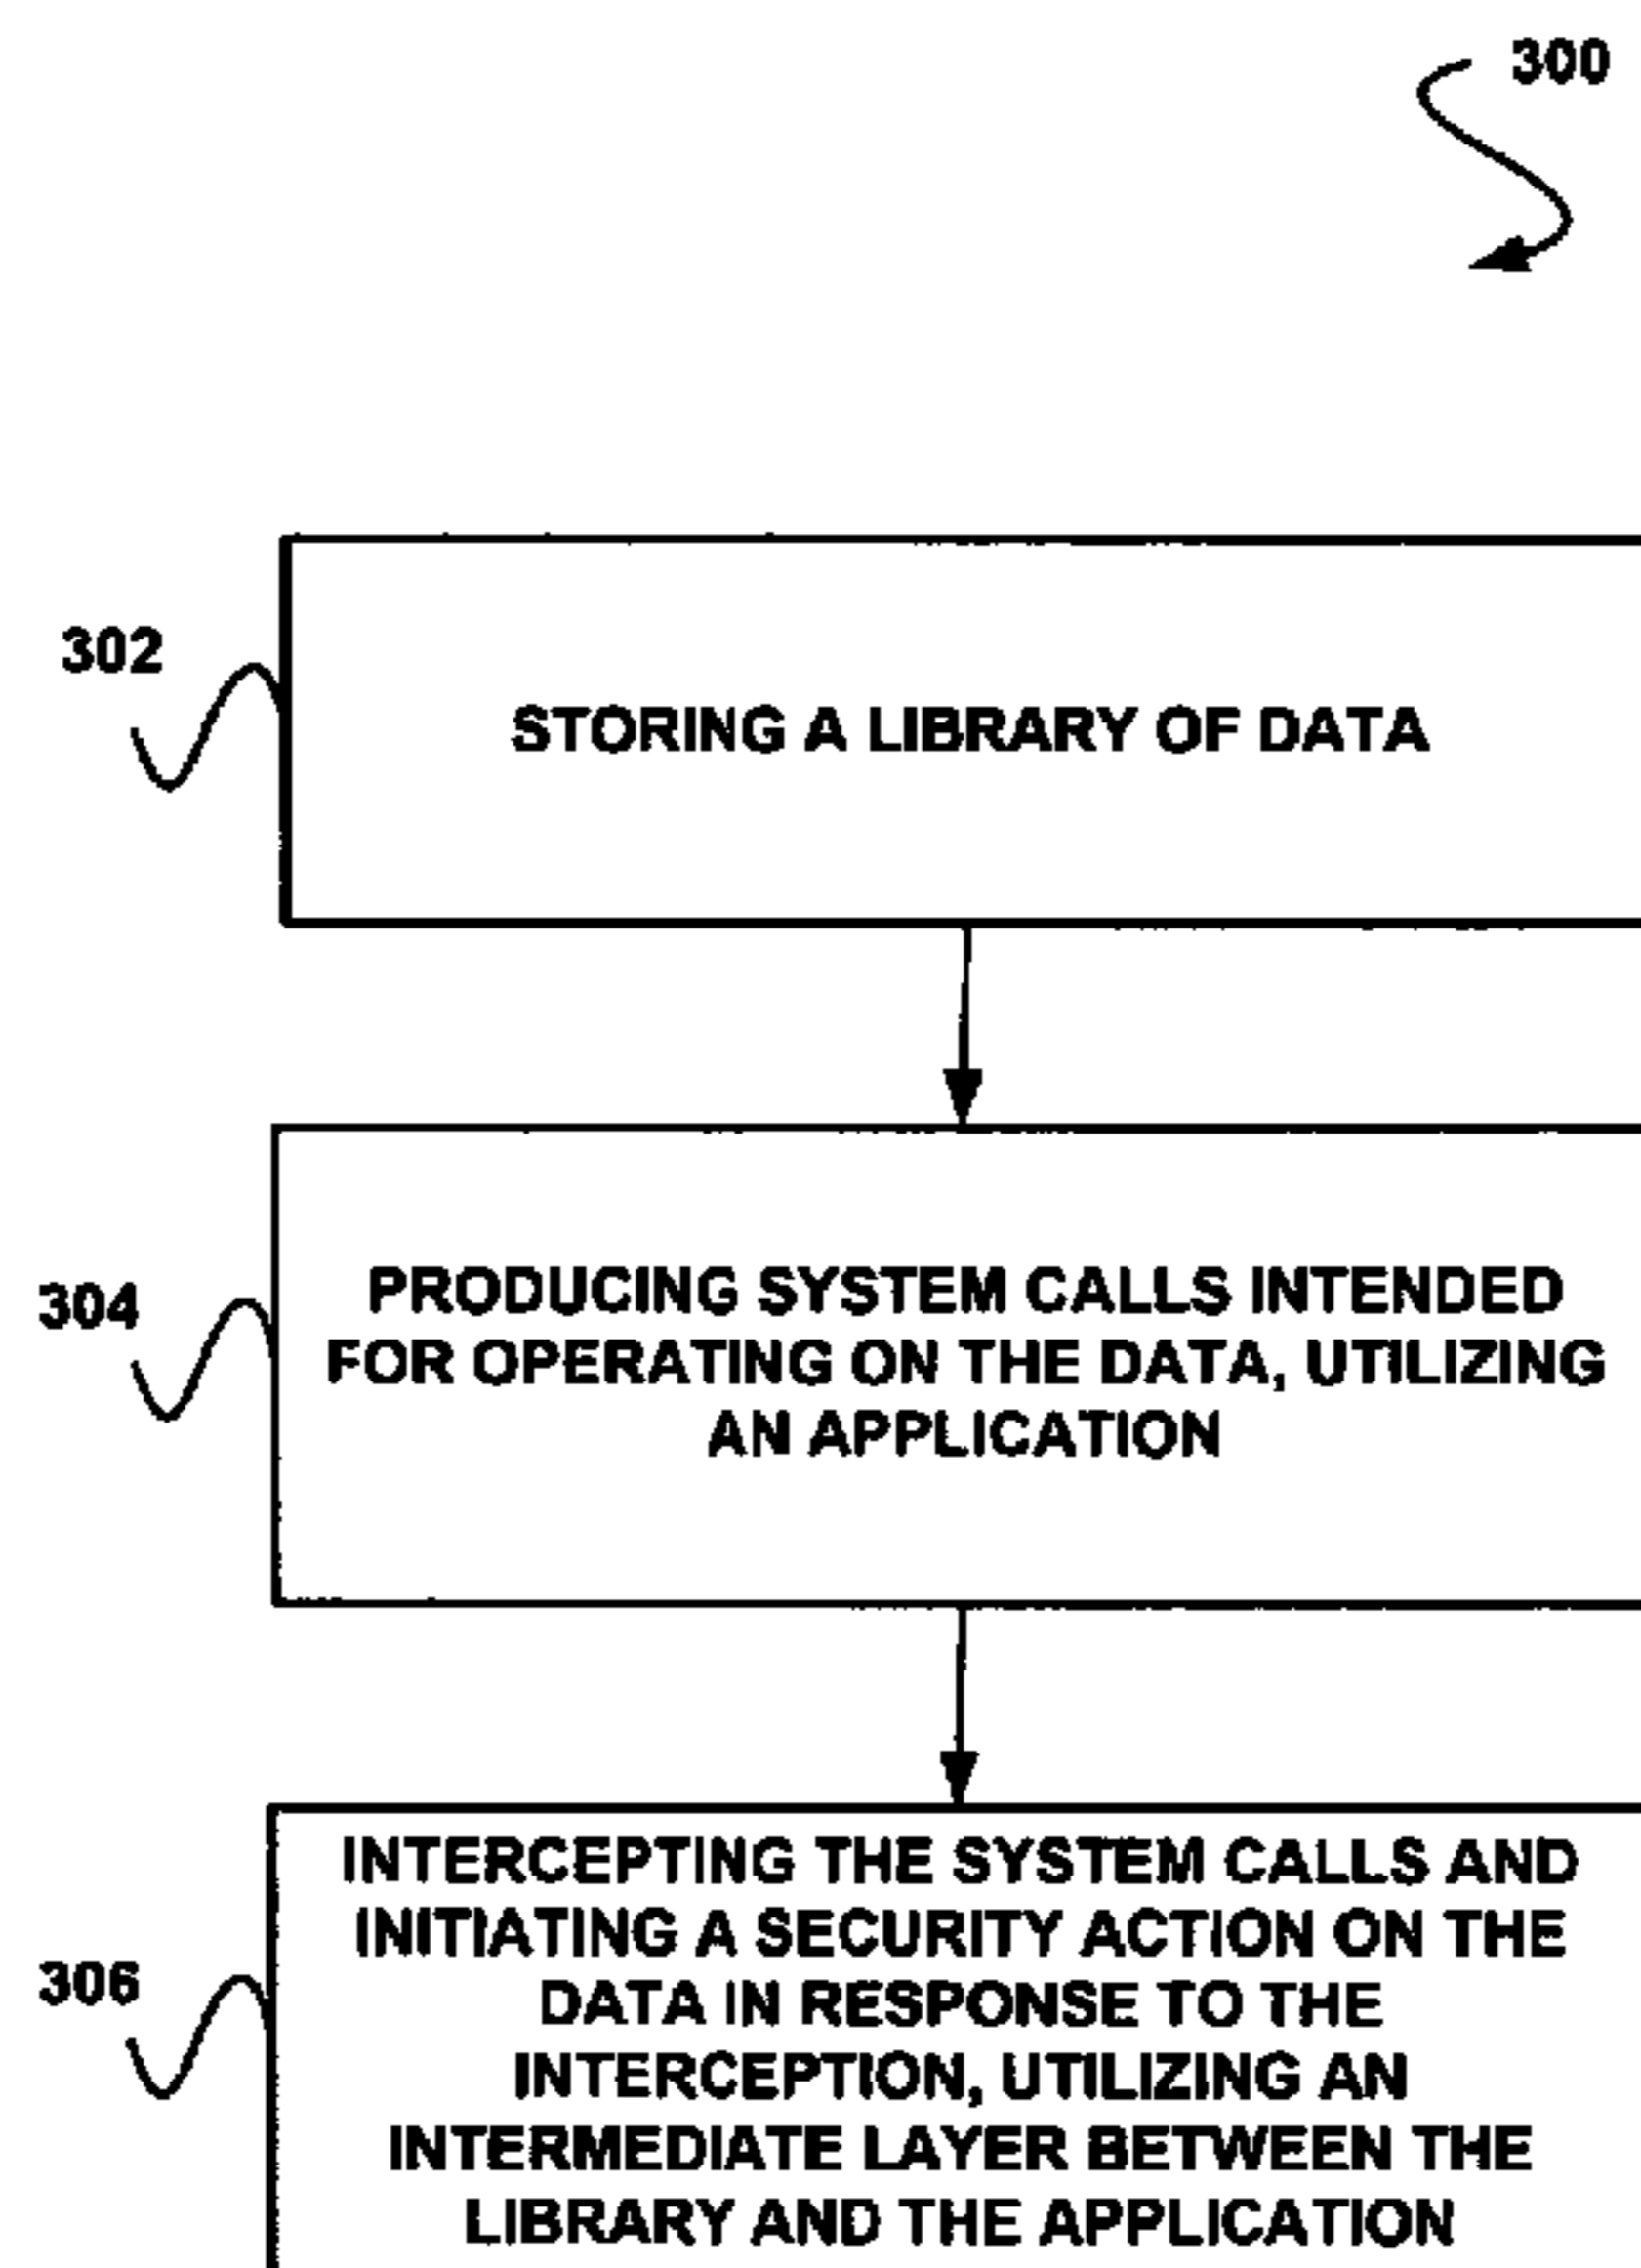 300
302
STORING A LIBRARY OF DATA
304
PRODUCING SYSTEM CALLS INTENDED
FOR OPERATING ON THE DATA, UTILIZING
AN APPLICATION
306
INTERCEPTING THE SYSTEM CALLS AND
INITIATING A SECURITY ACTION ON THE
DATA IN RESPONSE TO THE
INTERCEPTION, UTILIZING AN
INTERMEDIATE LAYER BETWEEN THE
LIBRARY AND THE APPLICATION